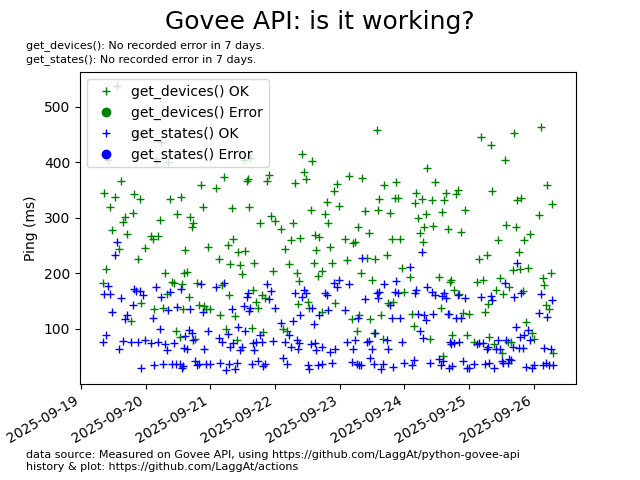 Govee API: is it working?
get_devices(): No recorded error in 7 days.
get_states(): No recorded error in 7 days.
get_devices() OK
get_devices() Error
get_states() OK
get_states() Error
Ping (ms)
500
400
300
200
100
2025-09-19
2025-09-20
2025-09-21
2025-09-22
2025-09-23
2025-09-24
2025-09-25
2025-09-26
data source: Measured on Govee API, using https://github.com/LaggAt/python-govee-api
history & plot: https://github.com/LaggAt/actions